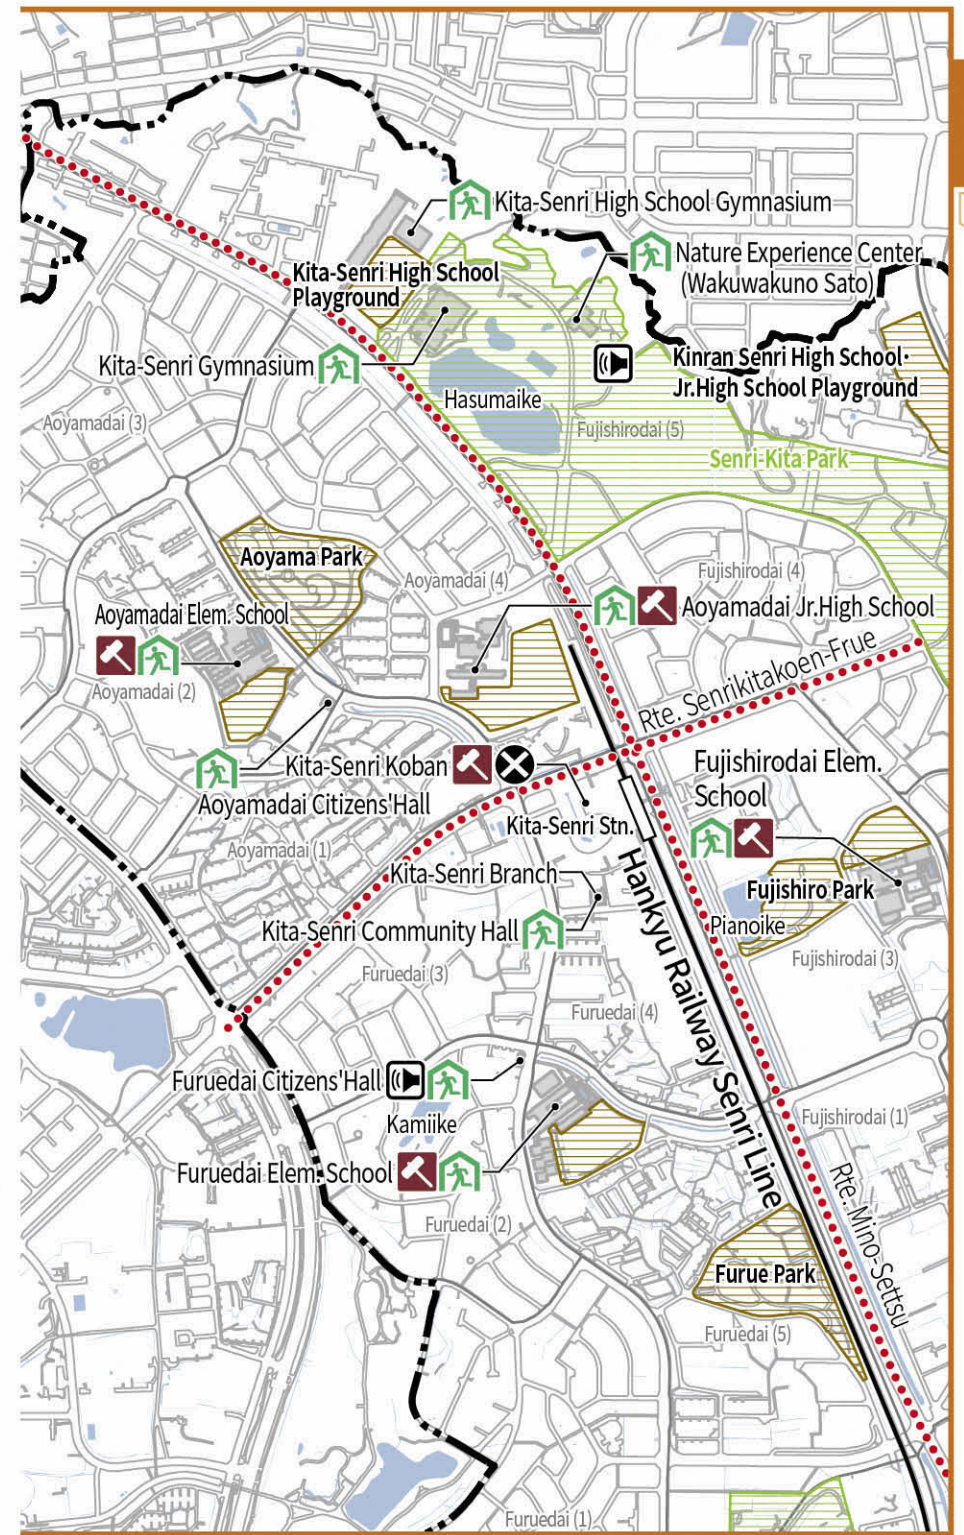 Kita-Senri High School Gymnasium
Nature Experience Center
(Wakuwakuno Sato)
Kita-Senri High School
Playground
Kita-Senri Gymnasium
Kinran Senri High School・
Jr.High School Playground
Hasumaike
Aoyamadai (3)
Fujishirodai (5)
Senri-Kita Park
Aoyama Park
Aoyamadai (4)
Fujishirodai (4)
Aoyamadai Elem. School
Aoyamadai Jr.High School
Aoyamadai (2)
Rte. Senrikitakoen-Frue
Kita-Senri Koban
Aoyamadai Citizens'Hall
Fujishirodai Elem.
School
Kita-Senri Stn.
Aoyamadai (1)
Kita-Senri Branch
Fujishiro Park
Kita-Senri Community Hall
Pianoike
Hankyu Railway Senri Line
Furuedai (3)
Fujishirodai (3)
Furuedai (4)
Furuedai Citizens'Hall
Kamiike
Fujishirodai (1)
Furuedai Elem. School
Rte. Mino-Settsu
Furuedai (2)
Furue Park
Furuedai (5)
Furuedai (1)